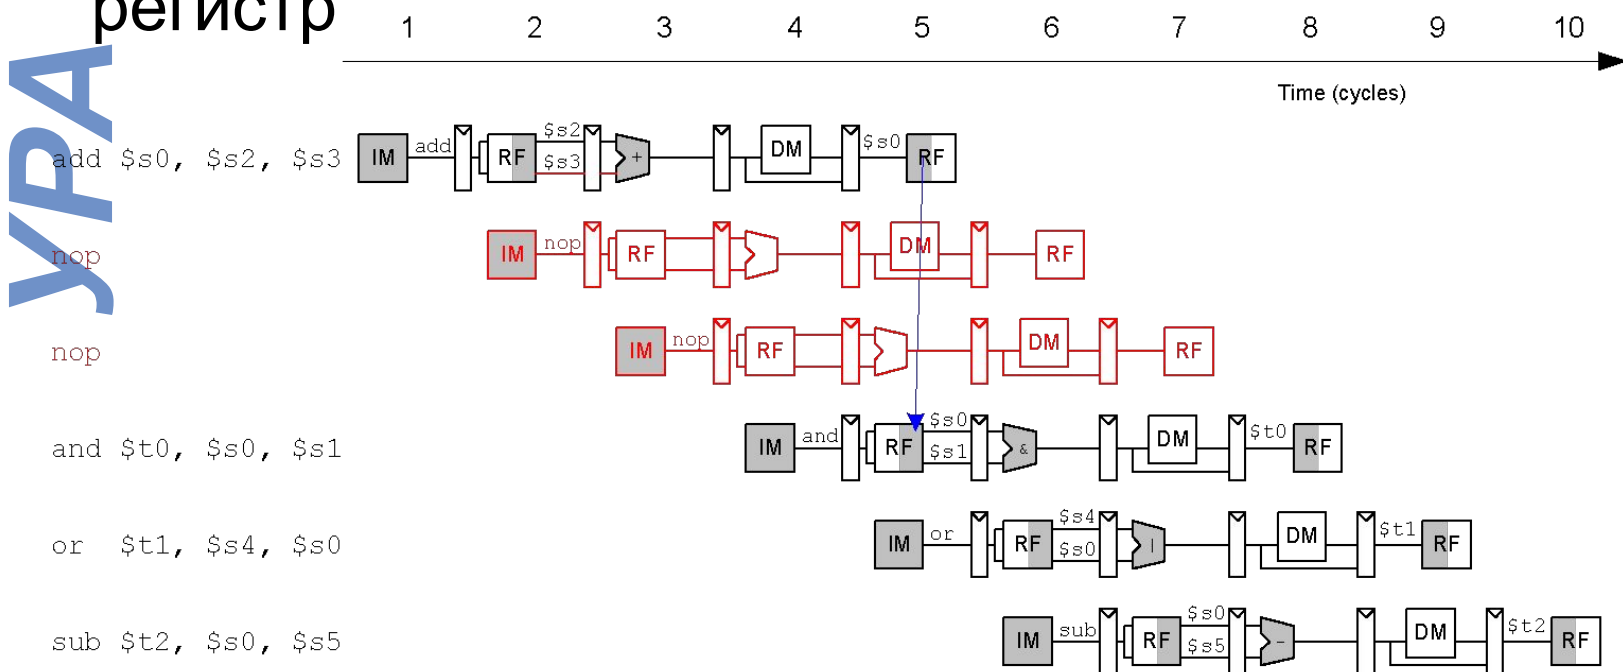 регистр
1 2 3 4 5 6 7 8 9 10
Time (cycles)
УРА
add $s0, $s2, $s3 IM add RF $s2 $s3 + DM $s0 RF
nop IM nop RF DM RF
nop IM nop RF DM RF
and $t0, $s0, $s1 IM and RF $s0 $s1 & DM $t0 RF
or $t1, $s4, $s0 IM or RF $s4 $s0 | DM $t1 RF
sub $t2, $s0, $s5 IM sub RF $s0 $s5 - DM $t2 RF